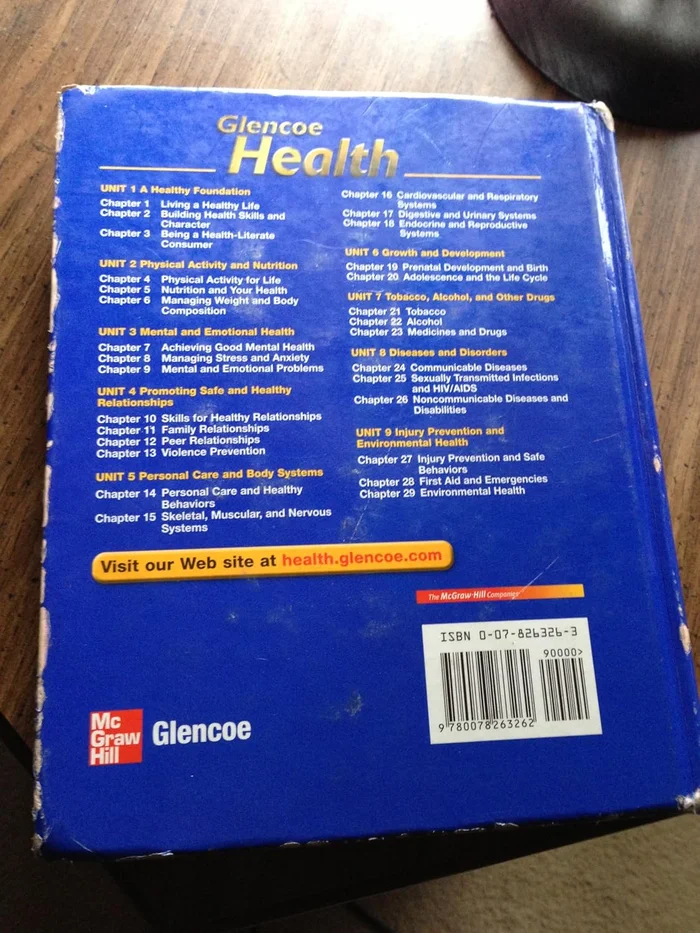 Glencoe
Health
UNIT 1 A Healthy Foundation
Chapter 1 Living a Healthy Life
Chapter 2 Building Health Skills and
Character
Chapter 3 Being a Health-Literate
Consumer
UNIT 2 Physical Activity and Nutrition
Chapter 4 Physical Activity for Life
Chapter 5 Nutrition and Your Health
Chapter 6 Managing Weight and Body
Composition
UNIT 3 Mental and Emotional Health
Chapter 7 Achieving Good Mental Health
Chapter 8 Managing Stress and Anxiety
Chapter 9 Mental and Emotional Problems
UNIT 4 Promoting Safe and Healthy
Relationships
Chapter 10 Skills for Healthy Relationships
Chapter 11 Family Relationships
Chapter 12 Peer Relationships
Chapter 13 Violence Prevention
UNIT 5 Personal Care and Body Systems
Chapter 14 Personal Care and Healthy
Behaviors
Chapter 15 Skeletal, Muscular, and Nervous
Systems
Chapter 16 Cardiovascular and Respiratory
Systems
Chapter 17 Digestive and Urinary Systems
Chapter 18 Endocrine and Reproductive
Systems
UNIT 6 Growth and Development
Chapter 19 Prenatal Development and Birth
Chapter 20 Adolescence and the Life Cycle
UNIT 7 Tobacco, Alcohol, and Other Drugs
Chapter 21 Tobacco
Chapter 22 Alcohol
Chapter 23 Medicines and Drugs
UNIT 8 Diseases and Disorders
Chapter 24 Communicable Diseases
Chapter 25 Sexually Transmitted Infections
and HIV/AIDS
Chapter 26 Noncommunicable Diseases and
Disabilities
UNIT 9 Injury Prevention and
Environmental Health
Chapter 27 Injury Prevention and Safe
Behaviors
Chapter 28 First Aid and Emergencies
Chapter 29 Environmental Health
Visit our Web site at health.glencoe.com
The McGraw·Hill Companies
ISBN 0-07-826326-3
90000>
9 780078 263262
Mc
Graw
Hill
Glencoe